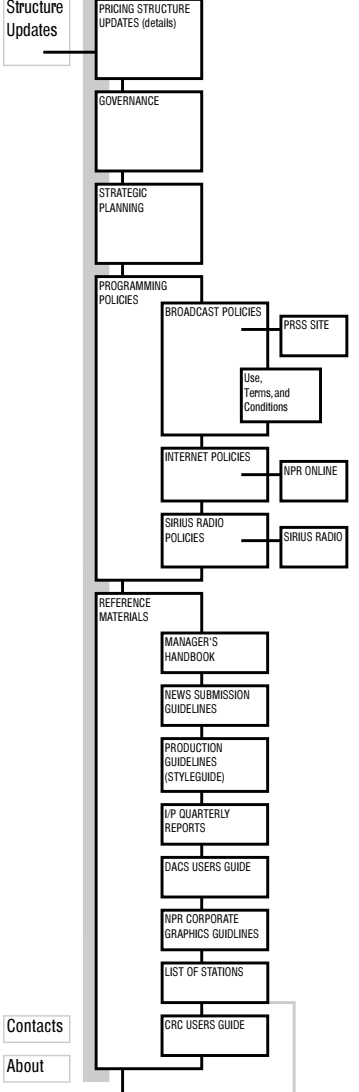 Structure
Updates
PRICING STRUCTURE
UPDATES (details)
GOVERNANCE
STRATEGIC
PLANNING
PROGRAMMING
POLICIES
BROADCAST POLICIES
PRSS SITE
Use,
Terms, and
Conditions
INTERNET POLICIES
NPR ONLINE
SIRIUS RADIO
POLICIES
SIRIUS RADIO
REFERENCE
MATERIALS
MANAGER'S
HANDBOOK
NEWS SUBMISSION
GUIDELINES
PRODUCTION
GUIDELINES
(STYLEGUIDE)
I/P QUARTERLY
REPORTS
DACS USERS GUIDE
NPR CORPORATE
GRAPHICS GUIDLINES
LIST OF STATIONS
CRC USERS GUIDE
Contacts
About